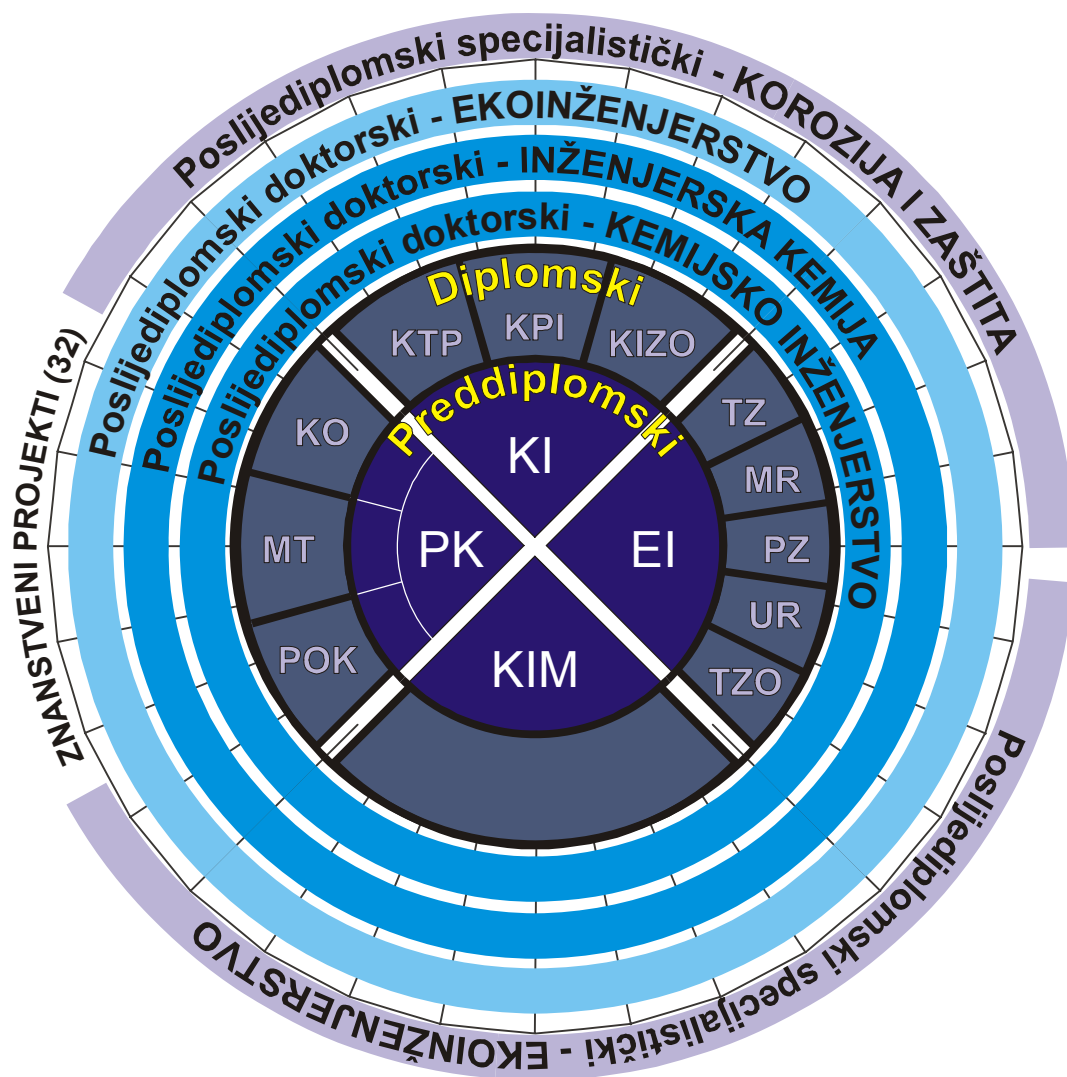 Poslijediplomski specijalistički - KOROZIJA I ZAŠTITA
Poslijediplomski doktorski - EKOINŽENJERSTVO
Poslijediplomski doktorski - INŽENJERSKA KEMIJA
Poslijediplomski doktorski - KEMIJSKO INŽENJERSTVO
Diplomski
KTP
KPI
KIZO
Preddiplomski
KO
MT
POK
KI
PK
EI
KIM
TZ
MR
PZ
UR
TZO
ZNANSTVENI PROJEKTI (32)
Poslijediplomski specijalistički - EKOINŽENJERSTVO